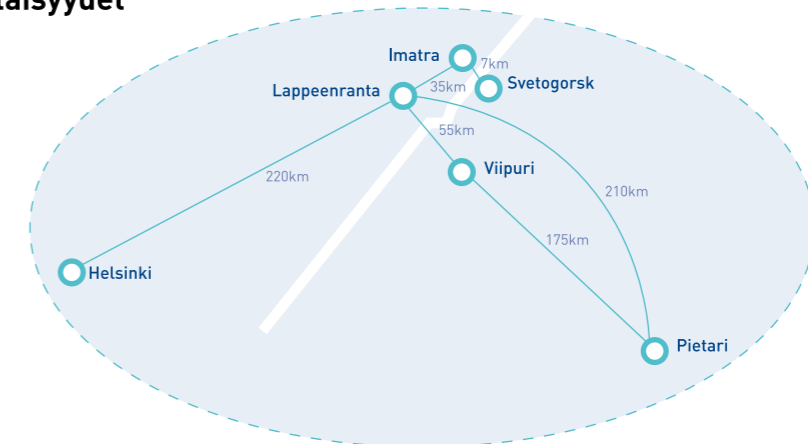 Imatra
7km
Svetogorsk
35km
Lappeenranta
55km
Viipuri
220km
210km
175km
Helsinki
Pietari